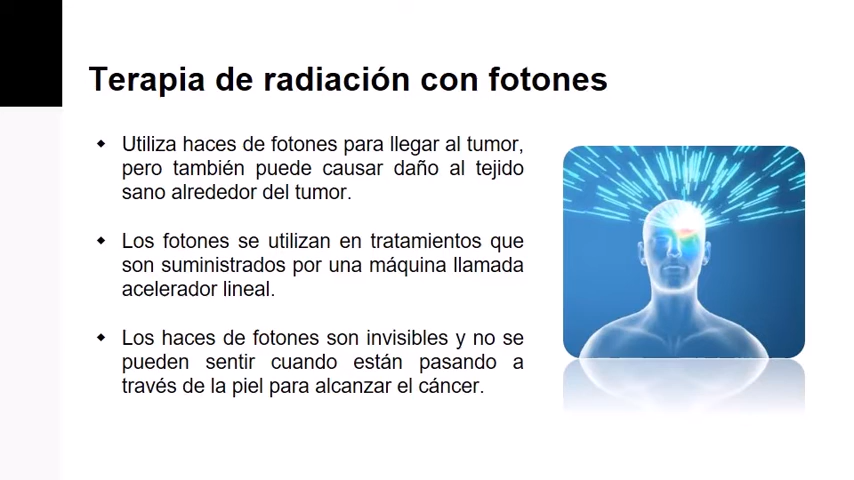 Terapia de radiación con fotones
Utiliza haces de fotones para llegar al tumor,
pero también puede causar daño al tejido
sano alrededor del tumor.
Los fotones se utilizan en tratamientos que
son suministrados por una máquina llamada
acelerador lineal.
Los haces de fotones son invisibles y no se
pueden sentir cuando están pasando a
través de la piel para alcanzar el cáncer.